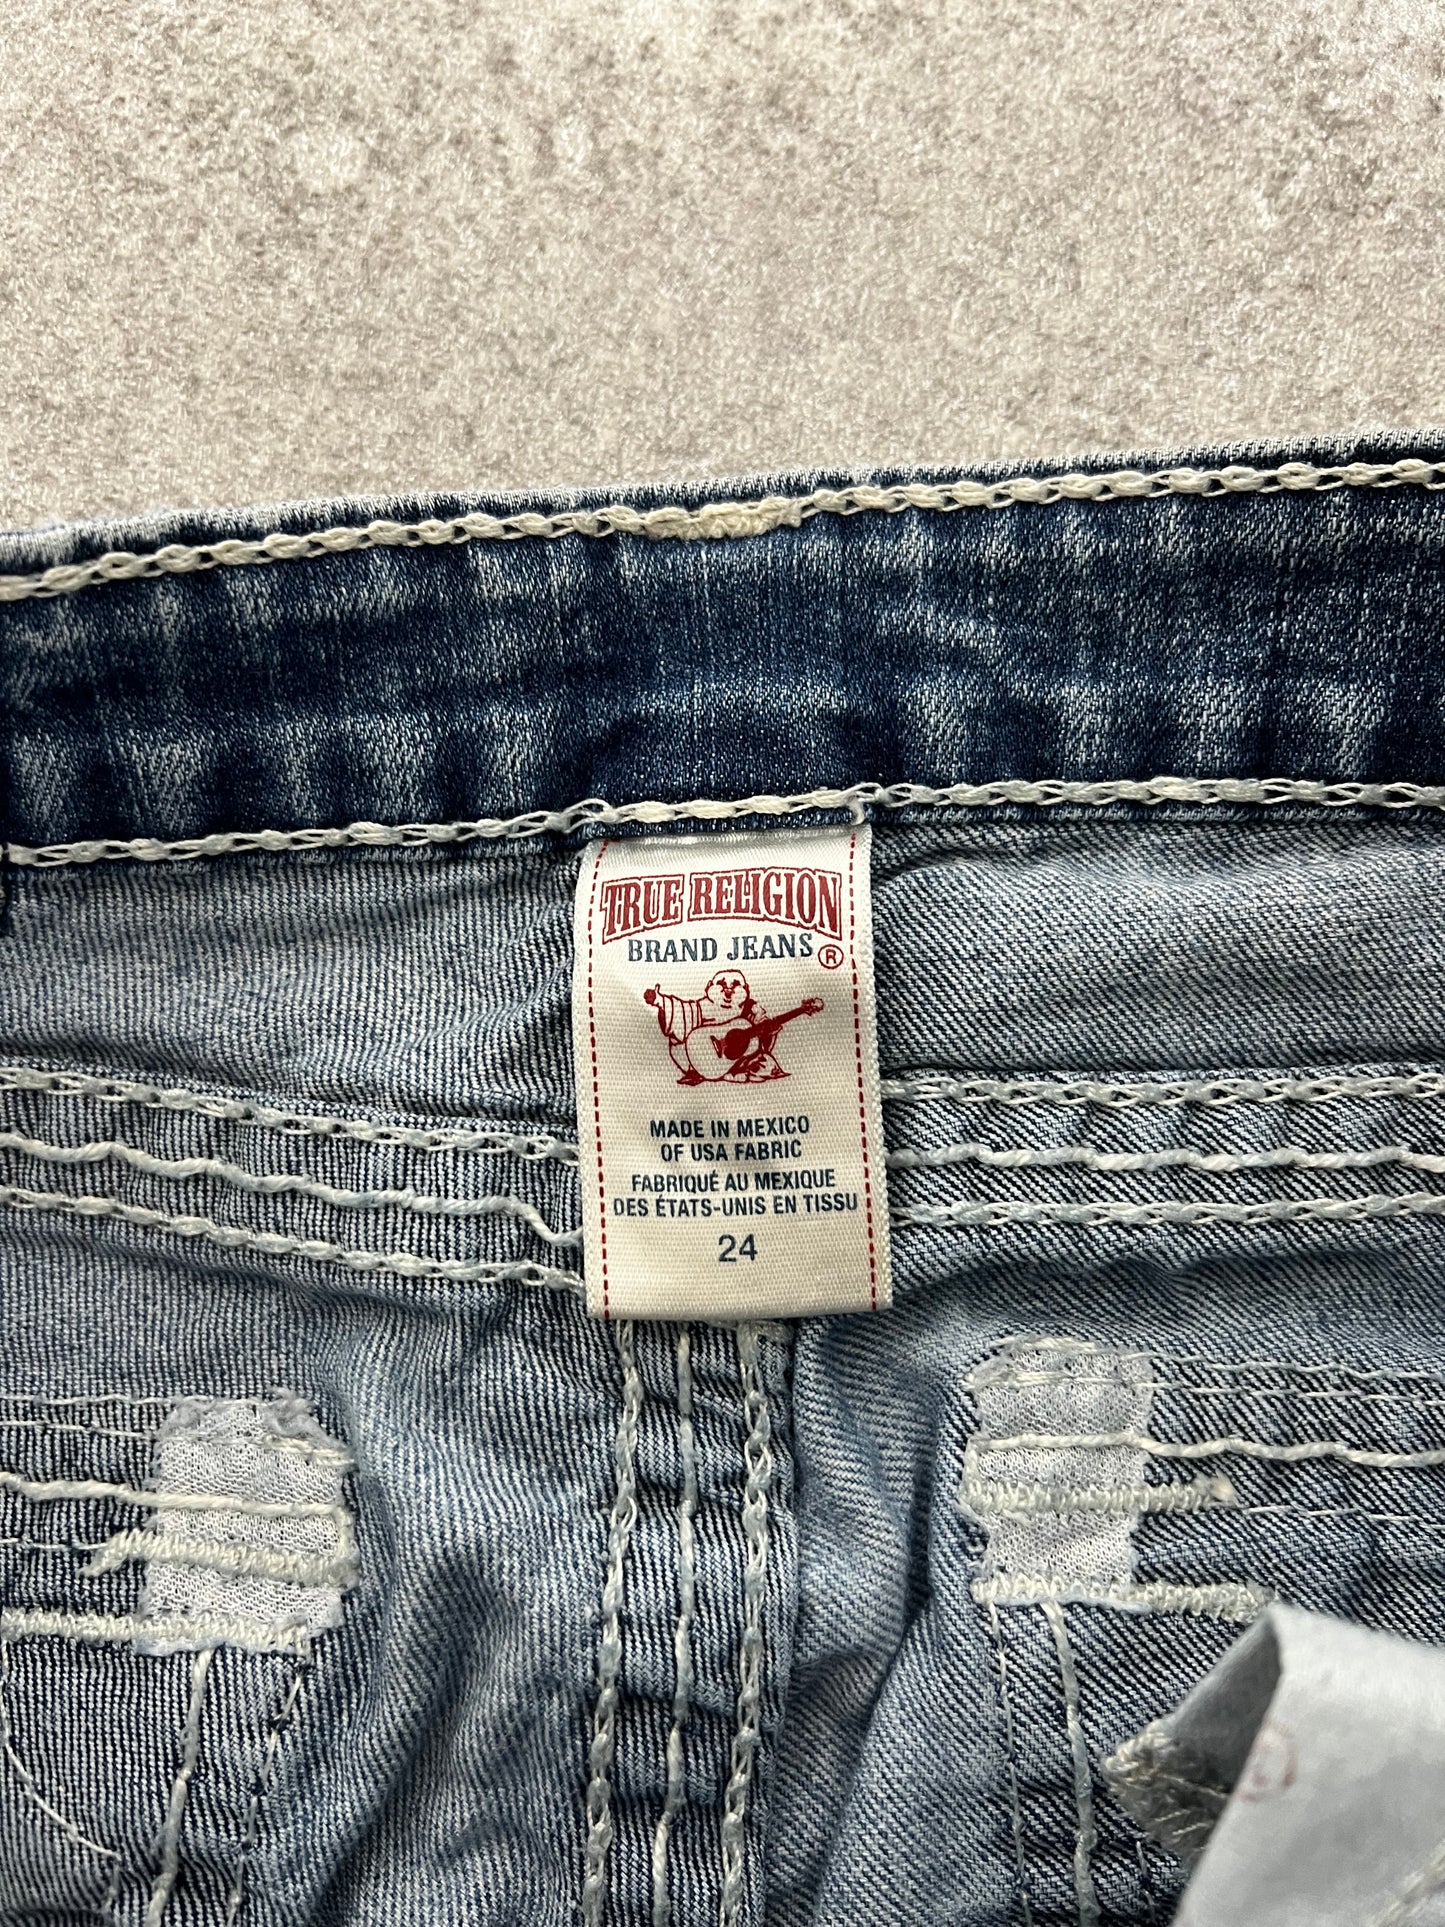 TRUE RELIGION
BRAND JEANS ®
MADE IN MEXICO
OF USA FABRIC
FABRIQUÉ AU MEXIQUE
DES ÉTATS-UNIS EN TISSU
24